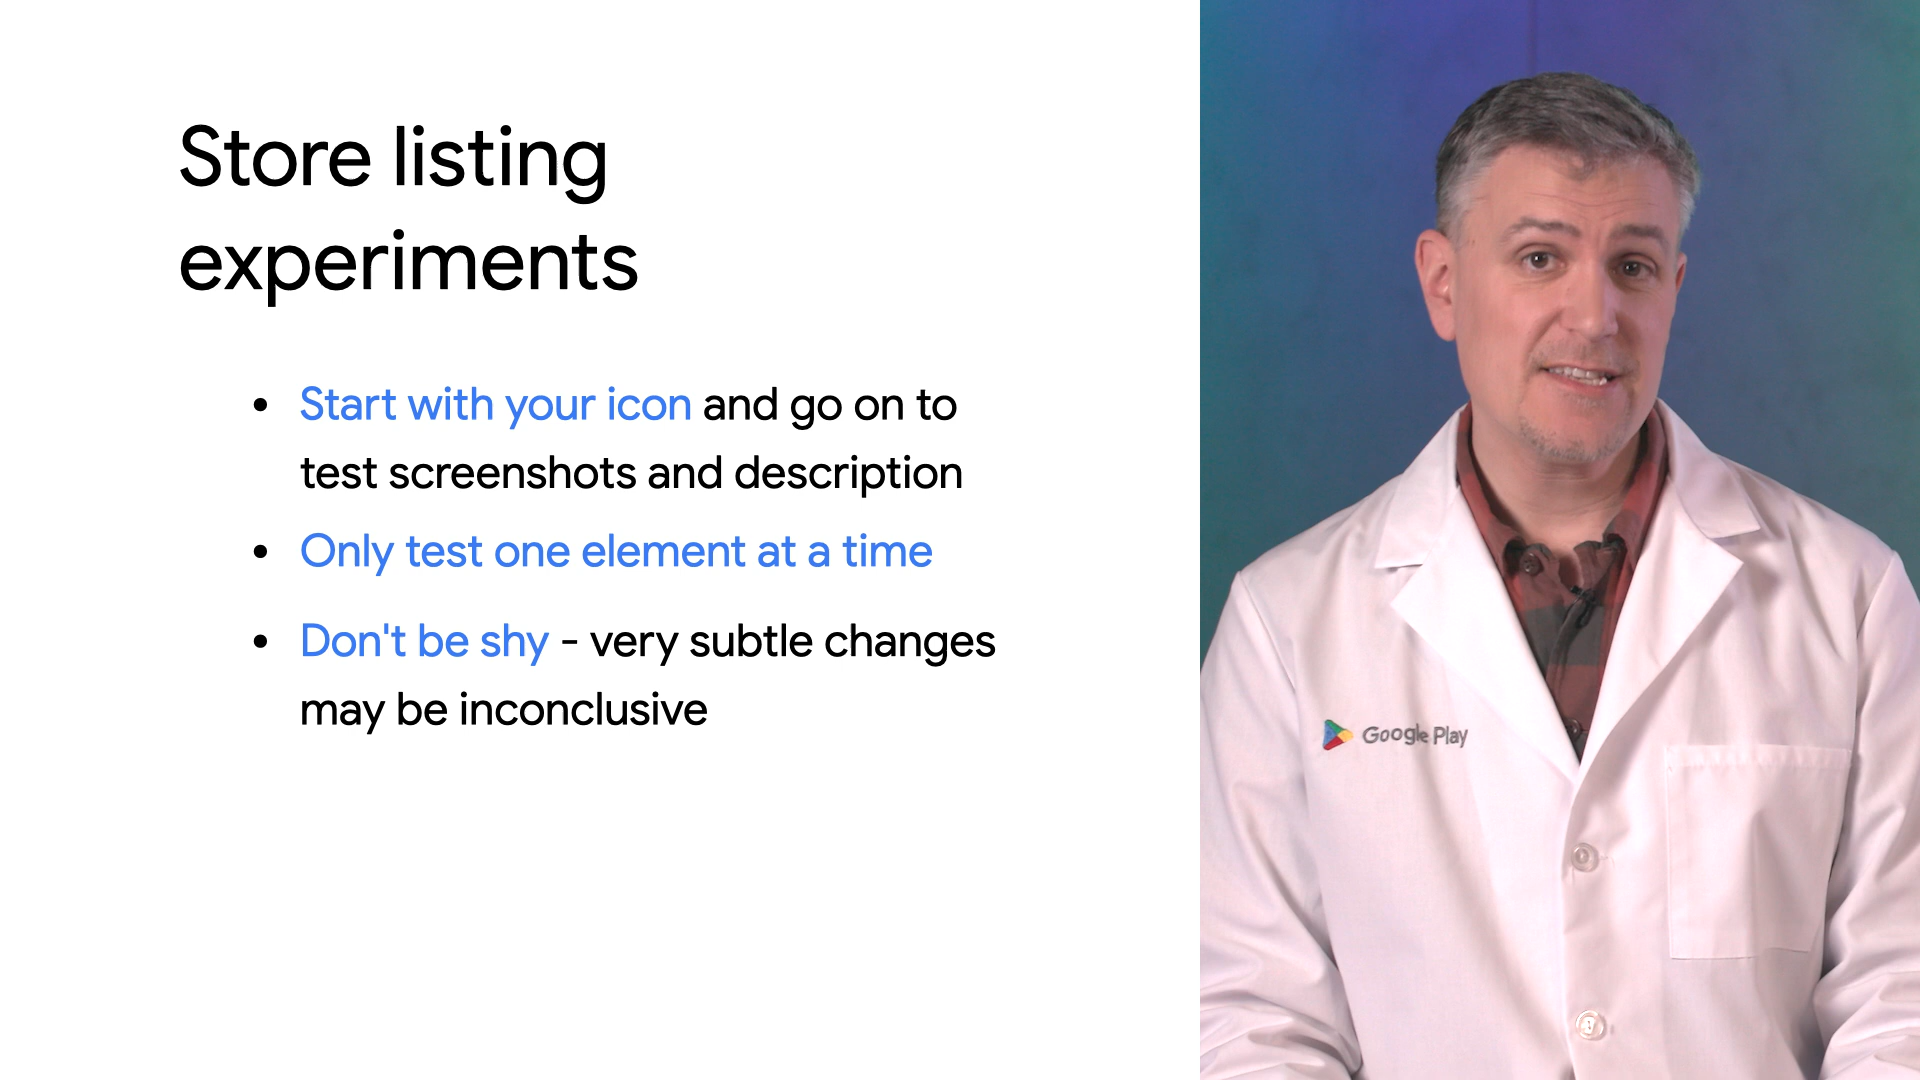 Store listing
experiments
• Start with your icon and go on to
test screenshots and description
• Only test one element at a time
• Don't be shy - very subtle changes
may be inconclusive
Google Play